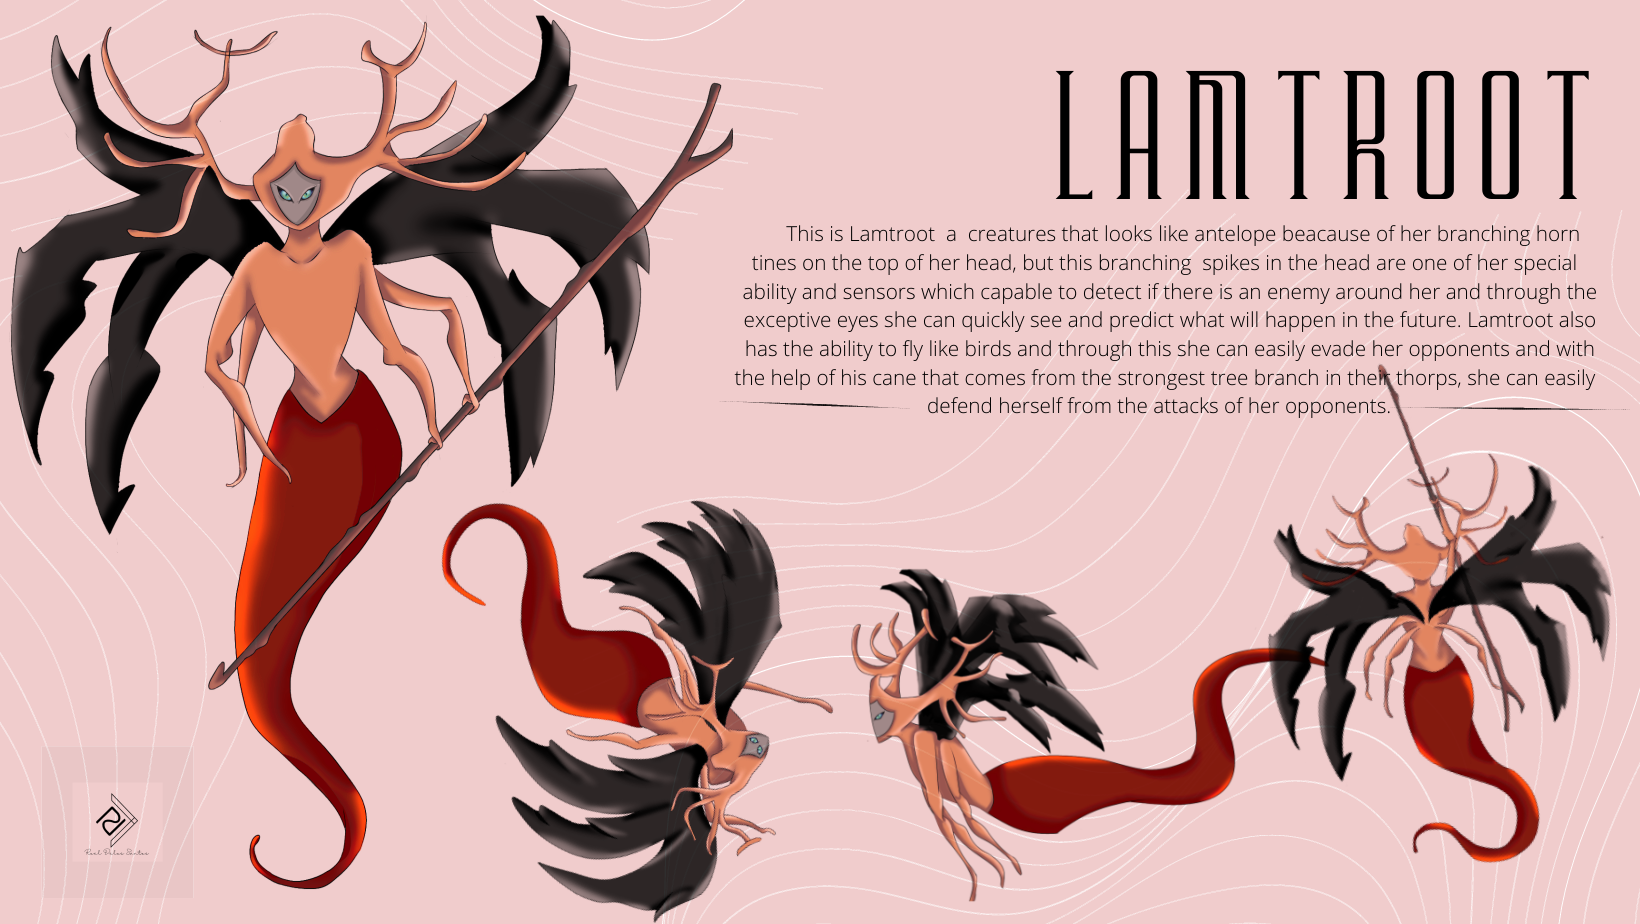 LAMTROOT
This is Lamtroot a creatures that looks like antelope beacause of her branching horn
tines on the top of her head, but this branching spikes in the head are one of her special
ability and sensors which capable to detect if there is an enemy around her and through the
exceptive eyes she can quickly see and predict what will happen in the future. Lamtroot also
has the ability to fly like birds and through this she can easily evade her opponents and with
the help of his cane that comes from the strongest tree branch in their thorps, she can easily
defend herself from the attacks of her opponents.